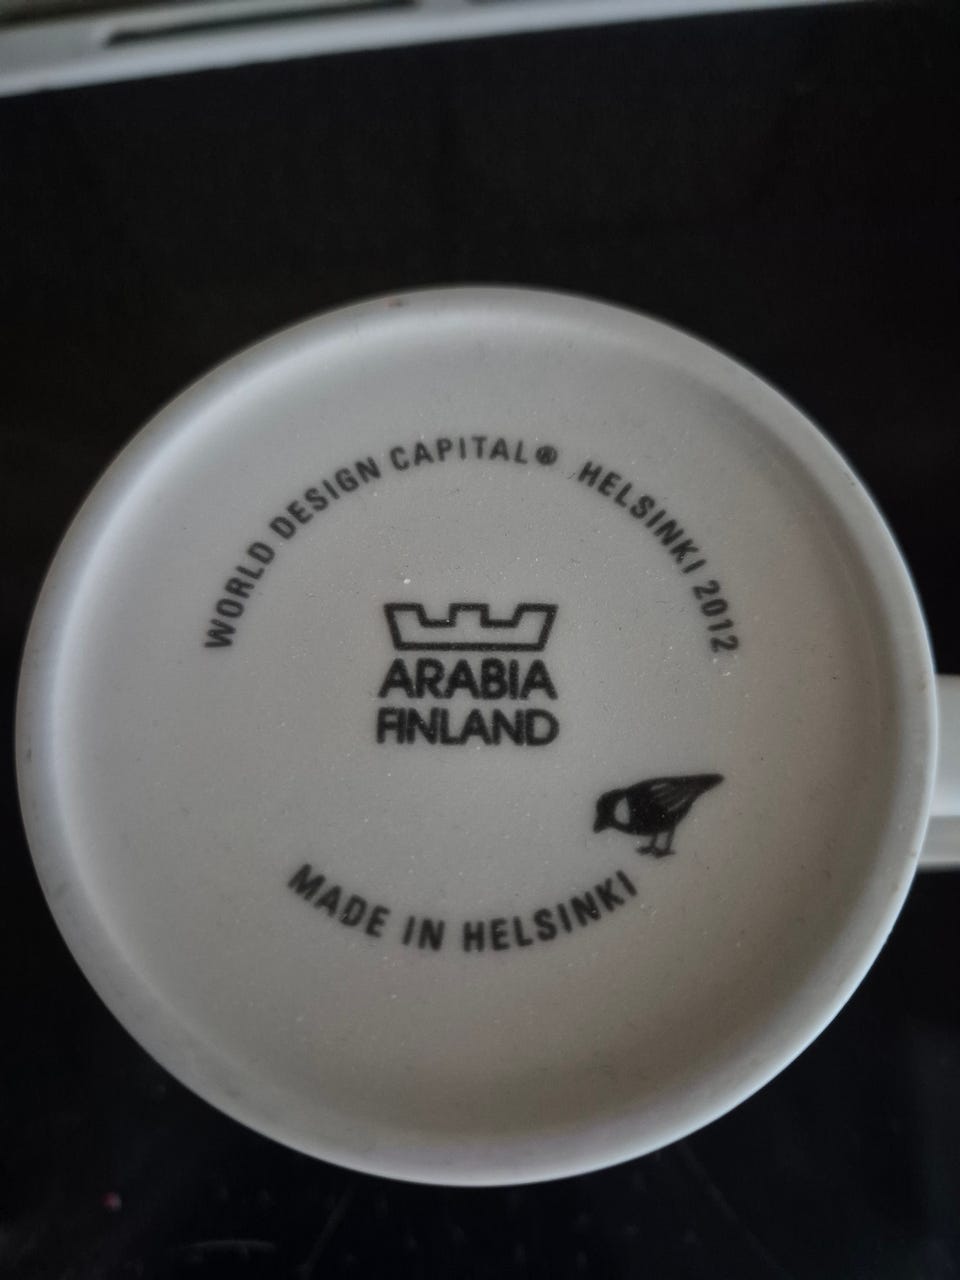 WORLD DESIGN CAPITAL® HELSINKI 2012
ARABIA
FINLAND
MADE IN HELSINKI